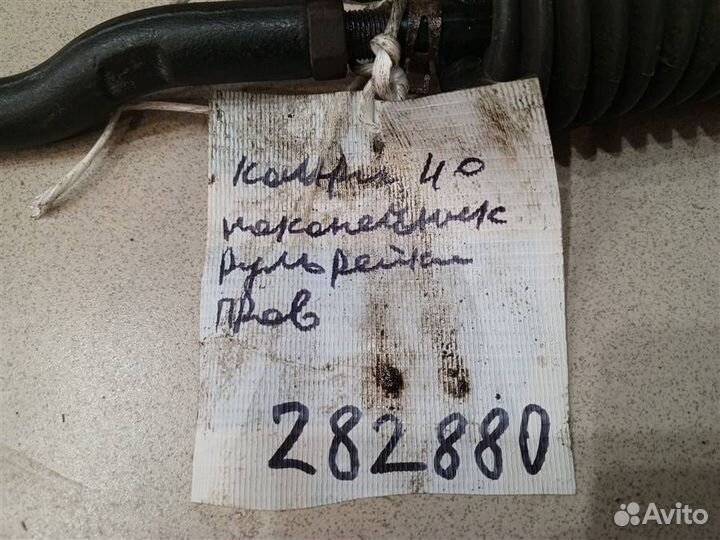 Камри 40
наконечник
руль рейки
прав
282880
Avito